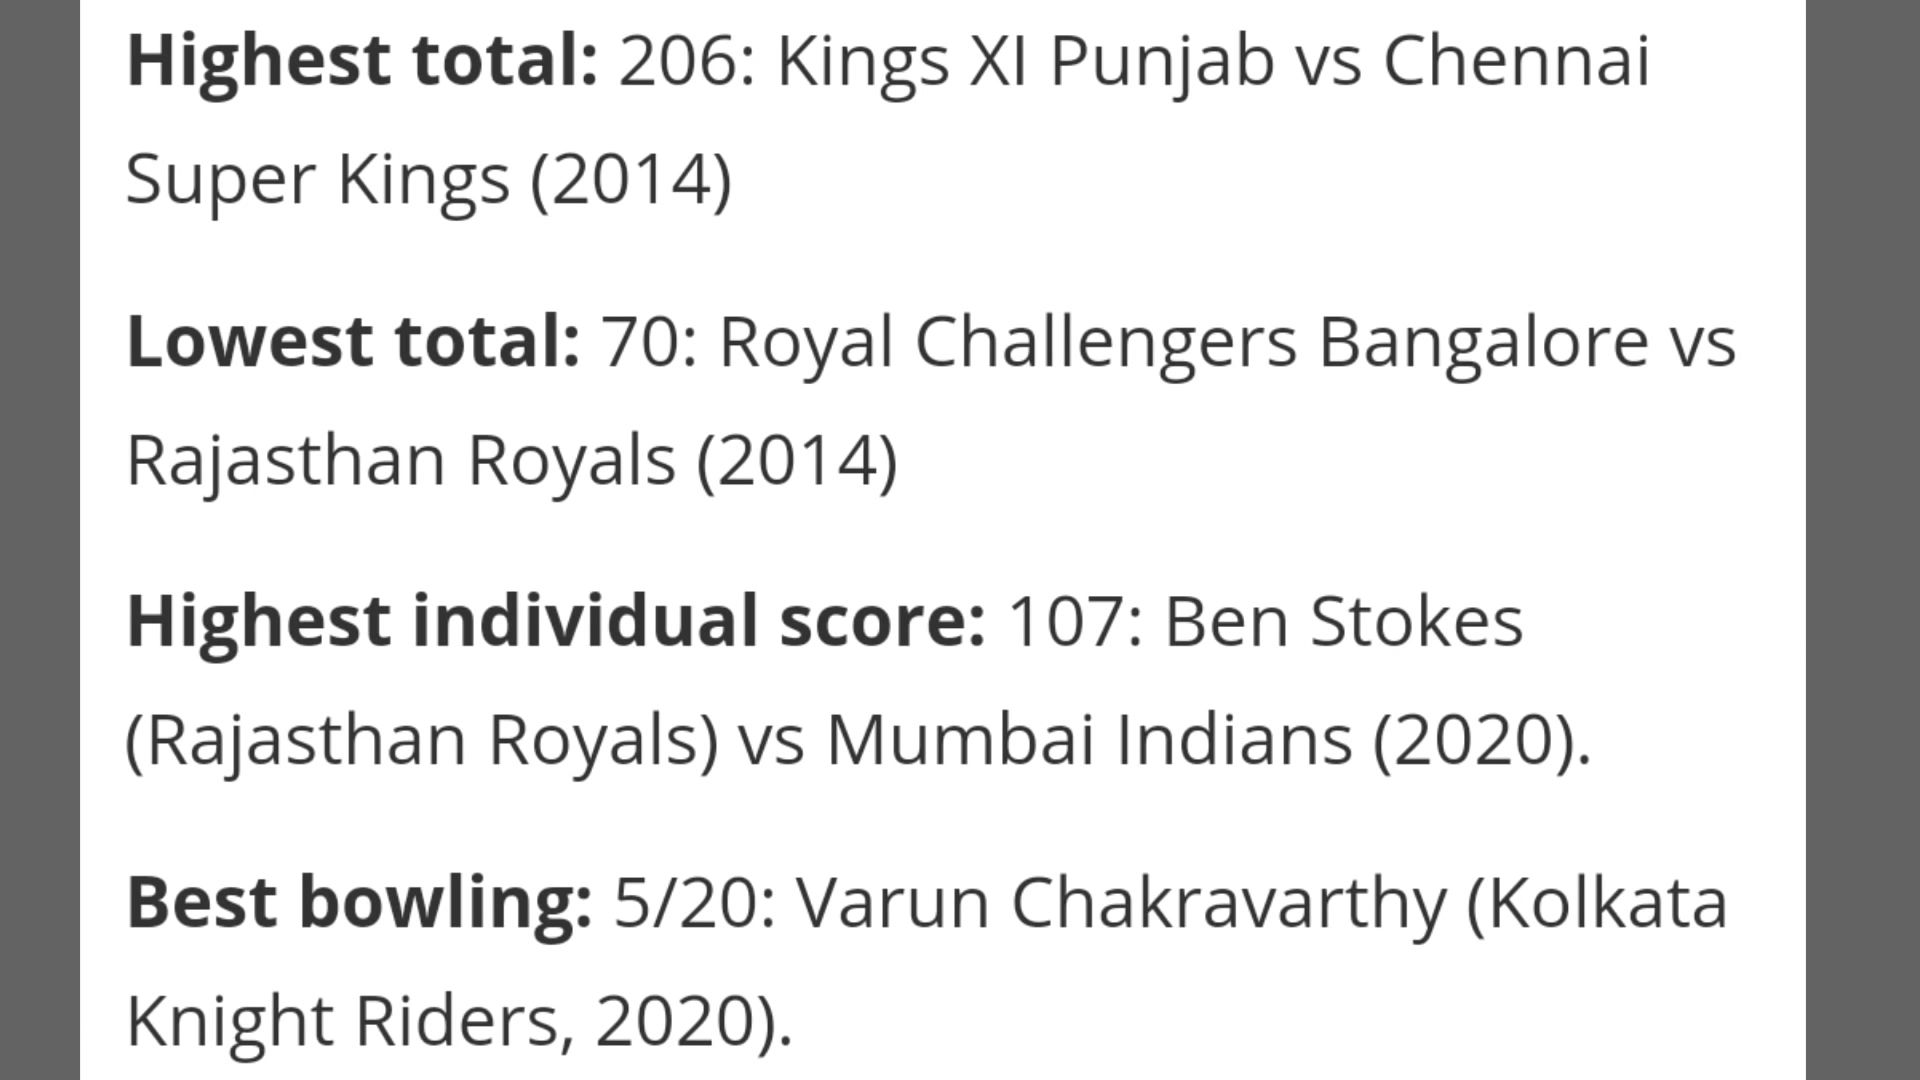 Highest total: 206: Kings XI Punjab vs Chennai
Super Kings (2014)
Lowest total: 70: Royal Challengers Bangalore vs
Rajasthan Royals (2014)
Highest individual score: 107: Ben Stokes
(Rajasthan Royals) vs Mumbai Indians (2020).
Best bowling: 5/20: Varun Chakravarthy (Kolkata
Knight Riders, 2020).